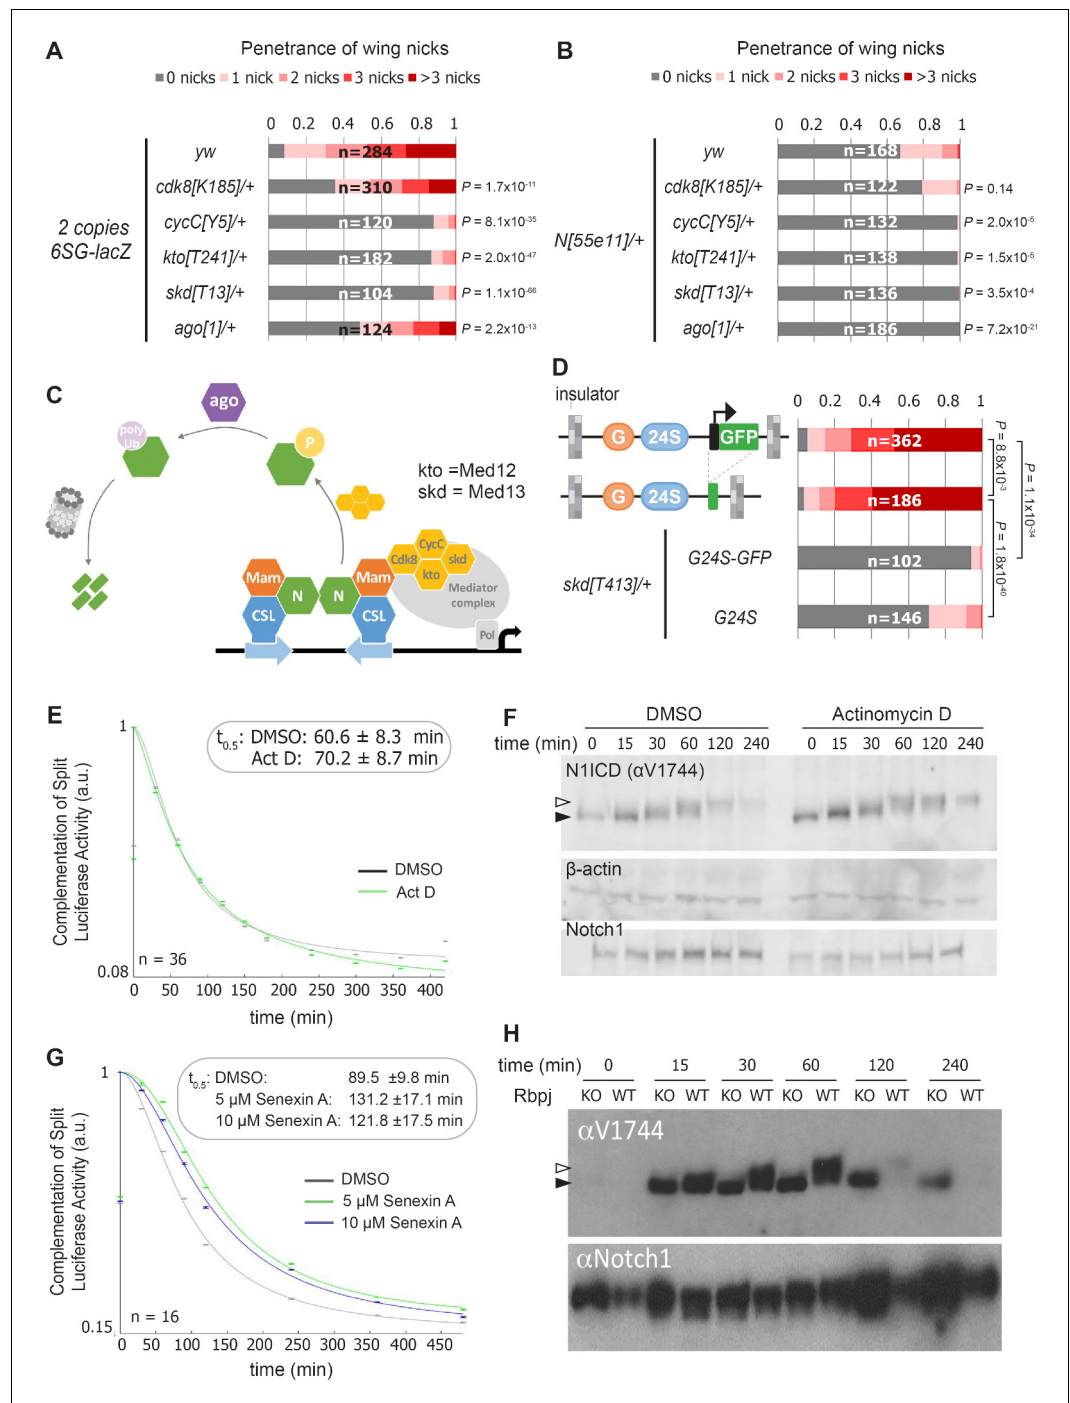 A
Penetrance of wing nicks
0 nicks 1 nick 2 nicks 3 nicks >3 nicks
0 0.2 0.4 0.6 0.8 1
2 copies
6SG-lacZ
yw n=284
cdk8[K185]/+ n=310 P = 1.7x10-11
cycC[Y5]/+ n=120 P = 8.1x10-35
kto[T241]/+ n=182 P = 2.0x10-47
skd[T13]/+ n=104 P = 1.1x10-66
ago[1]/+ n=124 P = 2.2x10-13
B
Penetrance of wing nicks
0 nicks 1 nick 2 nicks 3 nicks >3 nicks
0 0.2 0.4 0.6 0.8 1
N[55e11]/+
yw n=168
cdk8[K185]/+ n=122 P = 0.14
cycC[Y5]/+ n=132 P = 2.0x10-5
kto[T241]/+ n=138 P = 1.5x10-5
skd[T13]/+ n=136 P = 3.5x10-4
ago[1]/+ n=186 P = 7.2x10-21
C
ago
poly
Ub
P
kto =Med12
skd = Med13
CycC
Cdk8
skd
kto
Mam
N
N
Mam
Mediator
complex
CSL
CSL
Pol
D
insulator
0 0.2 0.4 0.6 0.8 1
G 24S GFP
n=362
G 24S
n=186
skd[T413]/+
G24S-GFP n=102
G24S n=146
P = 8.8x10-3
P = 1.1x10-34
P = 1.8x10-40
E
1
t0.5: DMSO: 60.6 ± 8.3 min
Act D: 70.2 ± 8.7 min
Complementation of Split
Luciferase Activity (a.u.)
DMSO
Act D
n = 36
0.08
0 50 100 150 200 250 300 350 400
time (min)
F
DMSO Actinomycin D
time (min) 0 15 30 60 120 240 0 15 30 60 120 240
N1ICD (αV1744)
β-actin
Notch1
G
1
t0.5: DMSO: 89.5 ±9.8 min
5 µM Senexin A: 131.2 ±17.1 min
10 µM Senexin A: 121.8 ±17.5 min
Complementation of Split
Luciferase Activity (a.u.)
DMSO
5 µM Senexin A
10 µM Senexin A
n = 16
0.15
0 50 100 150 200 250 300 350 400 450
time (min)
H
time (min) 0 15 30 60 120 240
Rbpj KO WT KO WT KO WT KO WT KO WT KO WT
αV1744
αNotch1